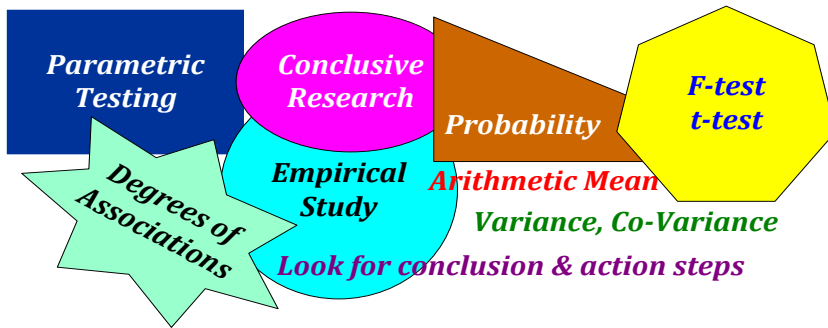 Parametric
Testing
Conclusive
Research
Probability
F-test
t-test
Degrees of
Associations
Empirical
Study
Arithmetic Mean
Variance, Co-Variance
Look for conclusion & action steps